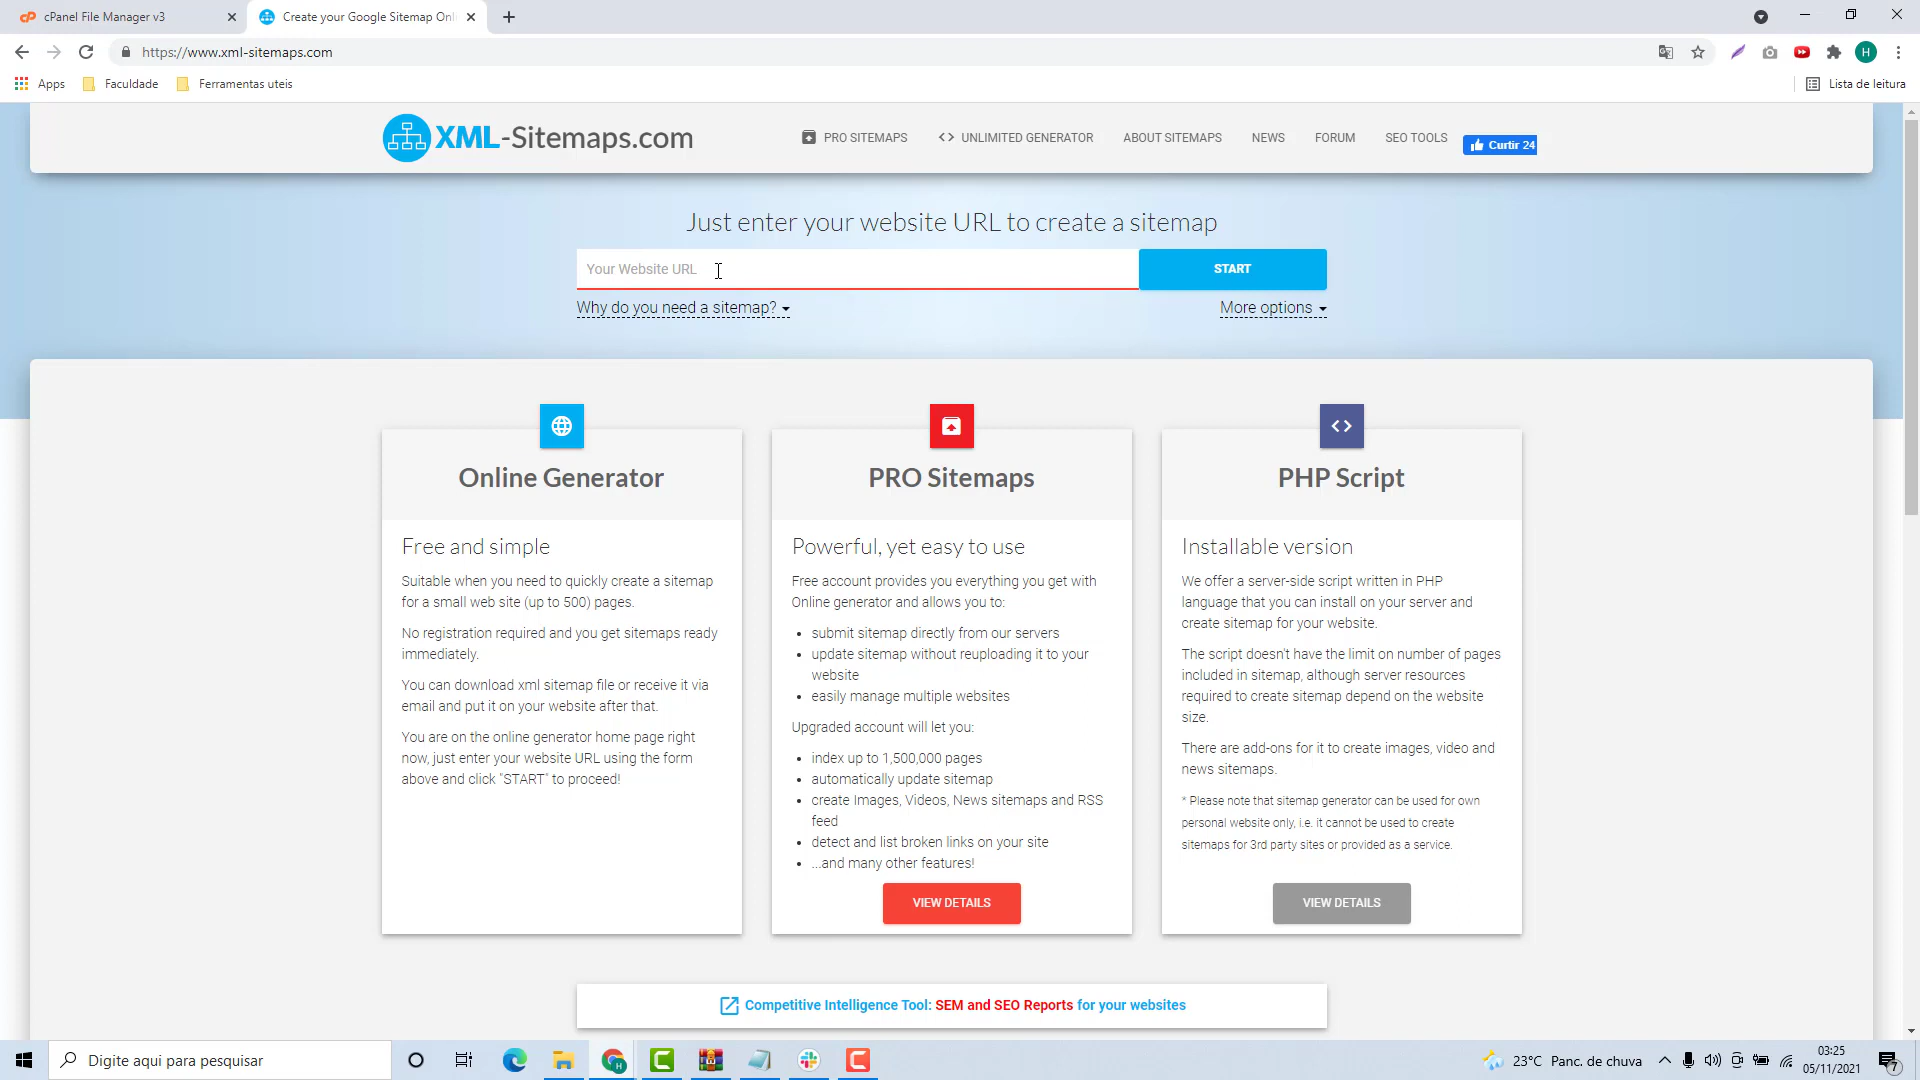 cPanel File Manager v3
Create your Google Sitemap Onl
https://www.xml-sitemaps.com
H
Apps
Faculdade
Ferramentas uteis
Lista de leitura
XML-Sitemaps.com
PRO SITEMAPS
UNLIMITED GENERATOR
ABOUT SITEMAPS
NEWS
FORUM
SEO TOOLS
Curtir 24
Just enter your website URL to create a sitemap
Your Website URL
START
Why do you need a sitemap?
More options
Online Generator
Free and simple
Suitable when you need to quickly create a sitemap
for a small web site (up to 500) pages.
No registration required and you get sitemaps ready
immediately.
You can download xml sitemap file or receive it via
email and put it on your website after that.
You are on the online generator home page right
now, just enter your website URL using the form
above and click "START" to proceed!
PRO Sitemaps
Powerful, yet easy to use
Free account provides you everything you get with
Online generator and allows you to:
• submit sitemap directly from our servers
• update sitemap without reuploading it to your
website
• easily manage multiple websites
Upgraded account will let you:
• index up to 1,500,000 pages
• automatically update sitemap
• create Images, Videos, News sitemaps and RSS
feed
• detect and list broken links on your site
• ...and many other features!
VIEW DETAILS
PHP Script
Installable version
We offer a server-side script written in PHP
language that you can install on your server and
create sitemap for your website.
The script doesn't have the limit on number of pages
included in sitemap, although server resources
required to create sitemap depend on the website
size.
There are add-ons for it to create images, video and
news sitemaps.
* Please note that sitemap generator can be used for own
personal website only, i.e. it cannot be used to create
sitemaps for 3rd party sites or provided as a service.
VIEW DETAILS
Competitive Intelligence Tool: SEM and SEO Reports for your websites
Digite aqui para pesquisar
23°C Panc. de chuva
03:25
05/11/2021
7